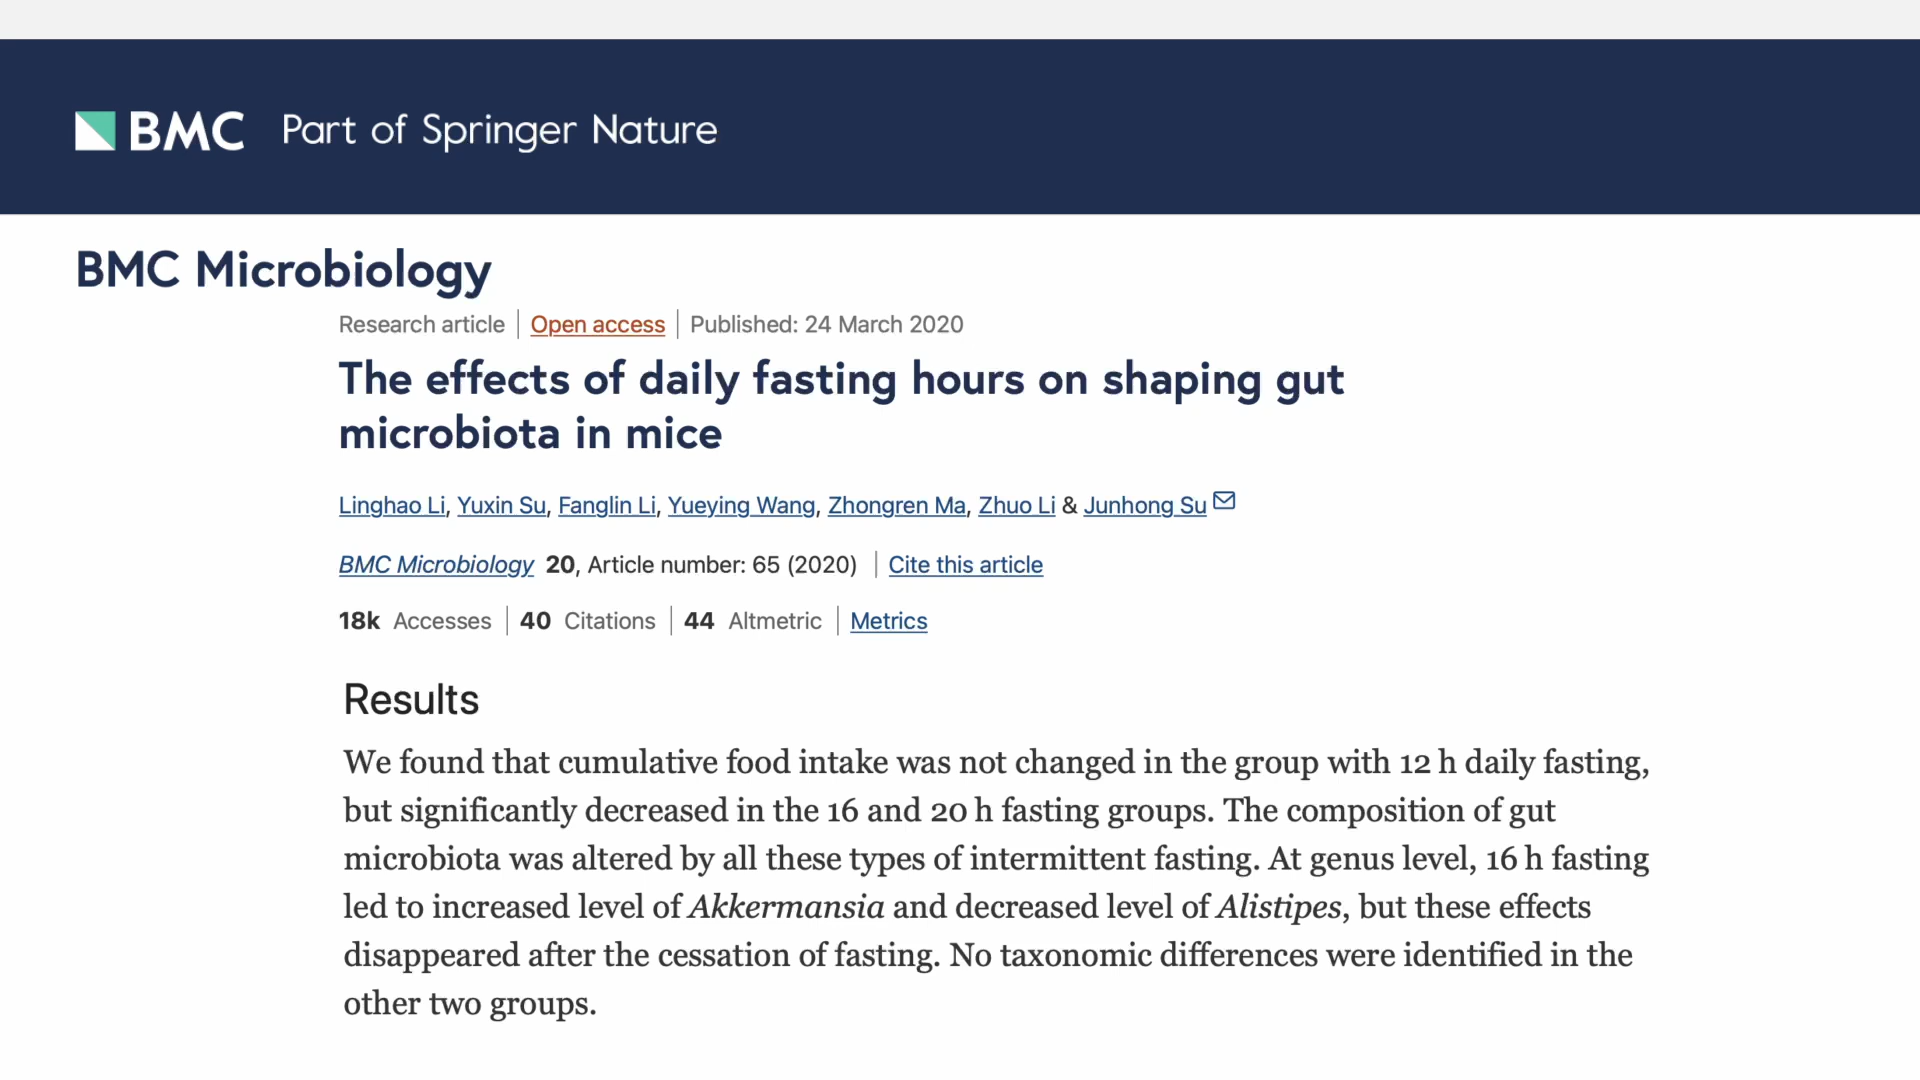 BMC Part of Springer Nature
BMC Microbiology
Research article | Open access | Published: 24 March 2020
The effects of daily fasting hours on shaping gut
microbiota in mice
Linghao Li, Yuxin Su, Fanglin Li, Yueying Wang, Zhongren Ma, Zhuo Li & Junhong Su
BMC Microbiology 20, Article number: 65 (2020) | Cite this article
18k Accesses | 40 Citations | 44 Altmetric | Metrics
Results
We found that cumulative food intake was not changed in the group with 12 h daily fasting,
but significantly decreased in the 16 and 20 h fasting groups. The composition of gut
microbiota was altered by all these types of intermittent fasting. At genus level, 16 h fasting
led to increased level of Akkermansia and decreased level of Alistipes, but these effects
disappeared after the cessation of fasting. No taxonomic differences were identified in the
other two groups.